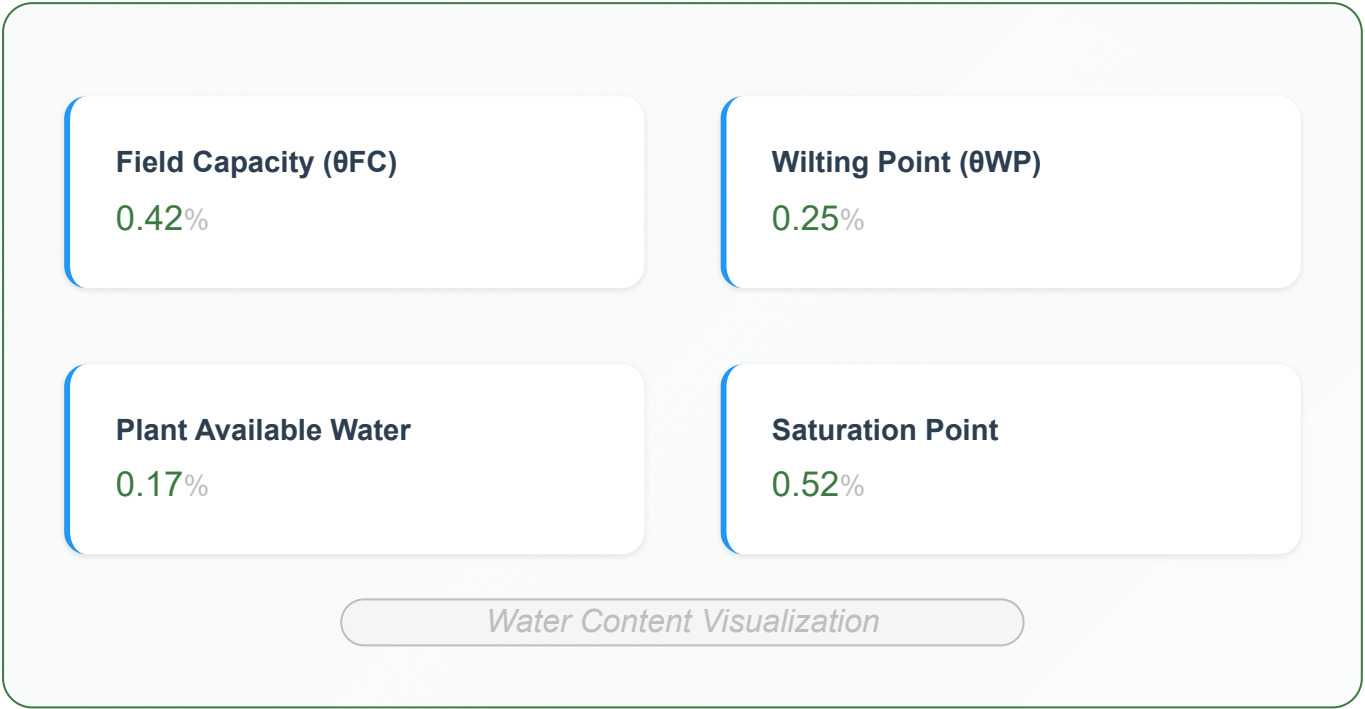 Field Capacity (θFC)
0.42%
Wilting Point (θWP)
0.25%
Plant Available Water
0.17%
Saturation Point
0.52%
Water Content Visualization